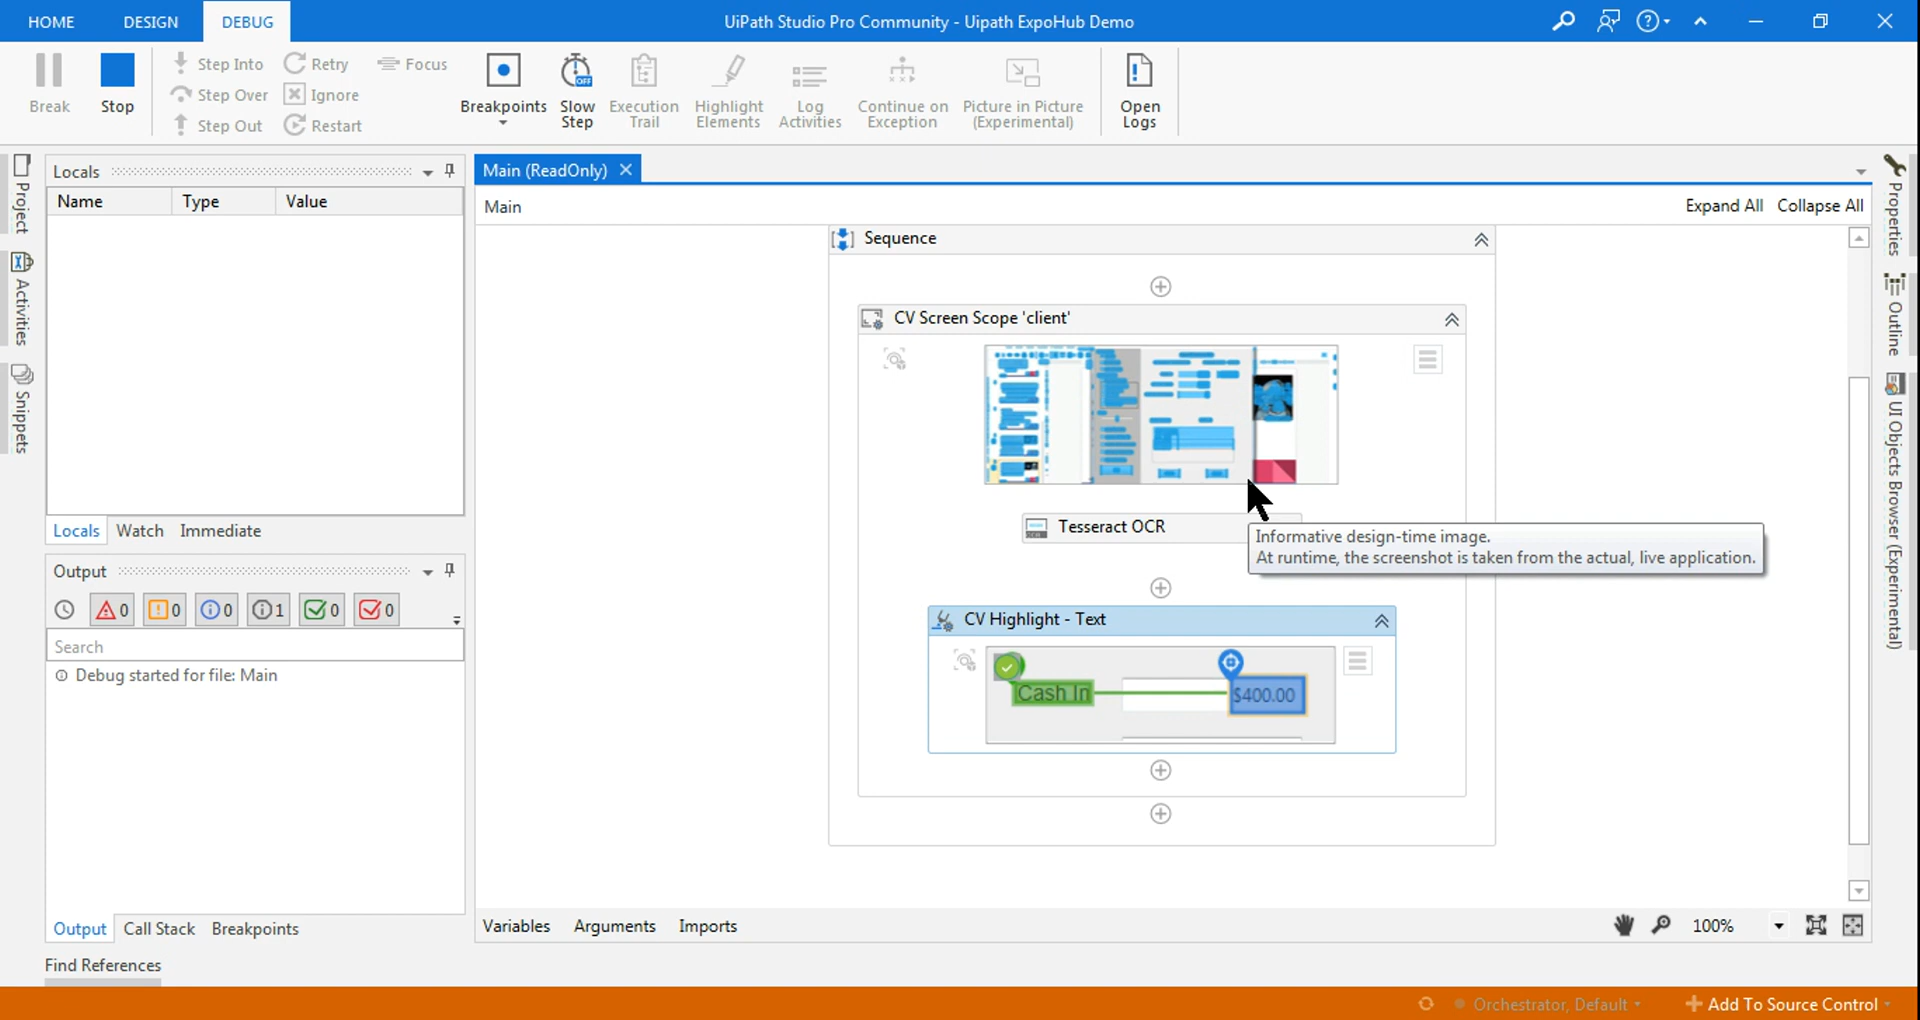 HOME DESIGN DEBUG UiPath Studio Pro Community - Uipath ExpoHub Demo
Break
Stop
Step Into
Step Over
Step Out
Retry
Ignore
Restart
Focus
Breakpoints
Slow
Step
Execution
Trail
Highlight
Elements
Log
Activities
Continue on
Exception
Picture in Picture
(Experimental)
Open
Logs
Project
Activities
Snippets
Locals
Name Type Value
Locals Watch Immediate
Output
0 0 0 1 0 0
Search
Debug started for file: Main
Output Call Stack Breakpoints
Find References
Main (ReadOnly)
Main Expand All Collapse All
Sequence
CV Screen Scope 'client'
Tesseract OCR
Informative design-time image.
At runtime, the screenshot is taken from the actual, live application.
CV Highlight - Text
Cash In $400.00
Variables Arguments Imports 100%
Properties
Outline
UI Objects Browser (Experimental)
Orchestrator, Default Add To Source Control